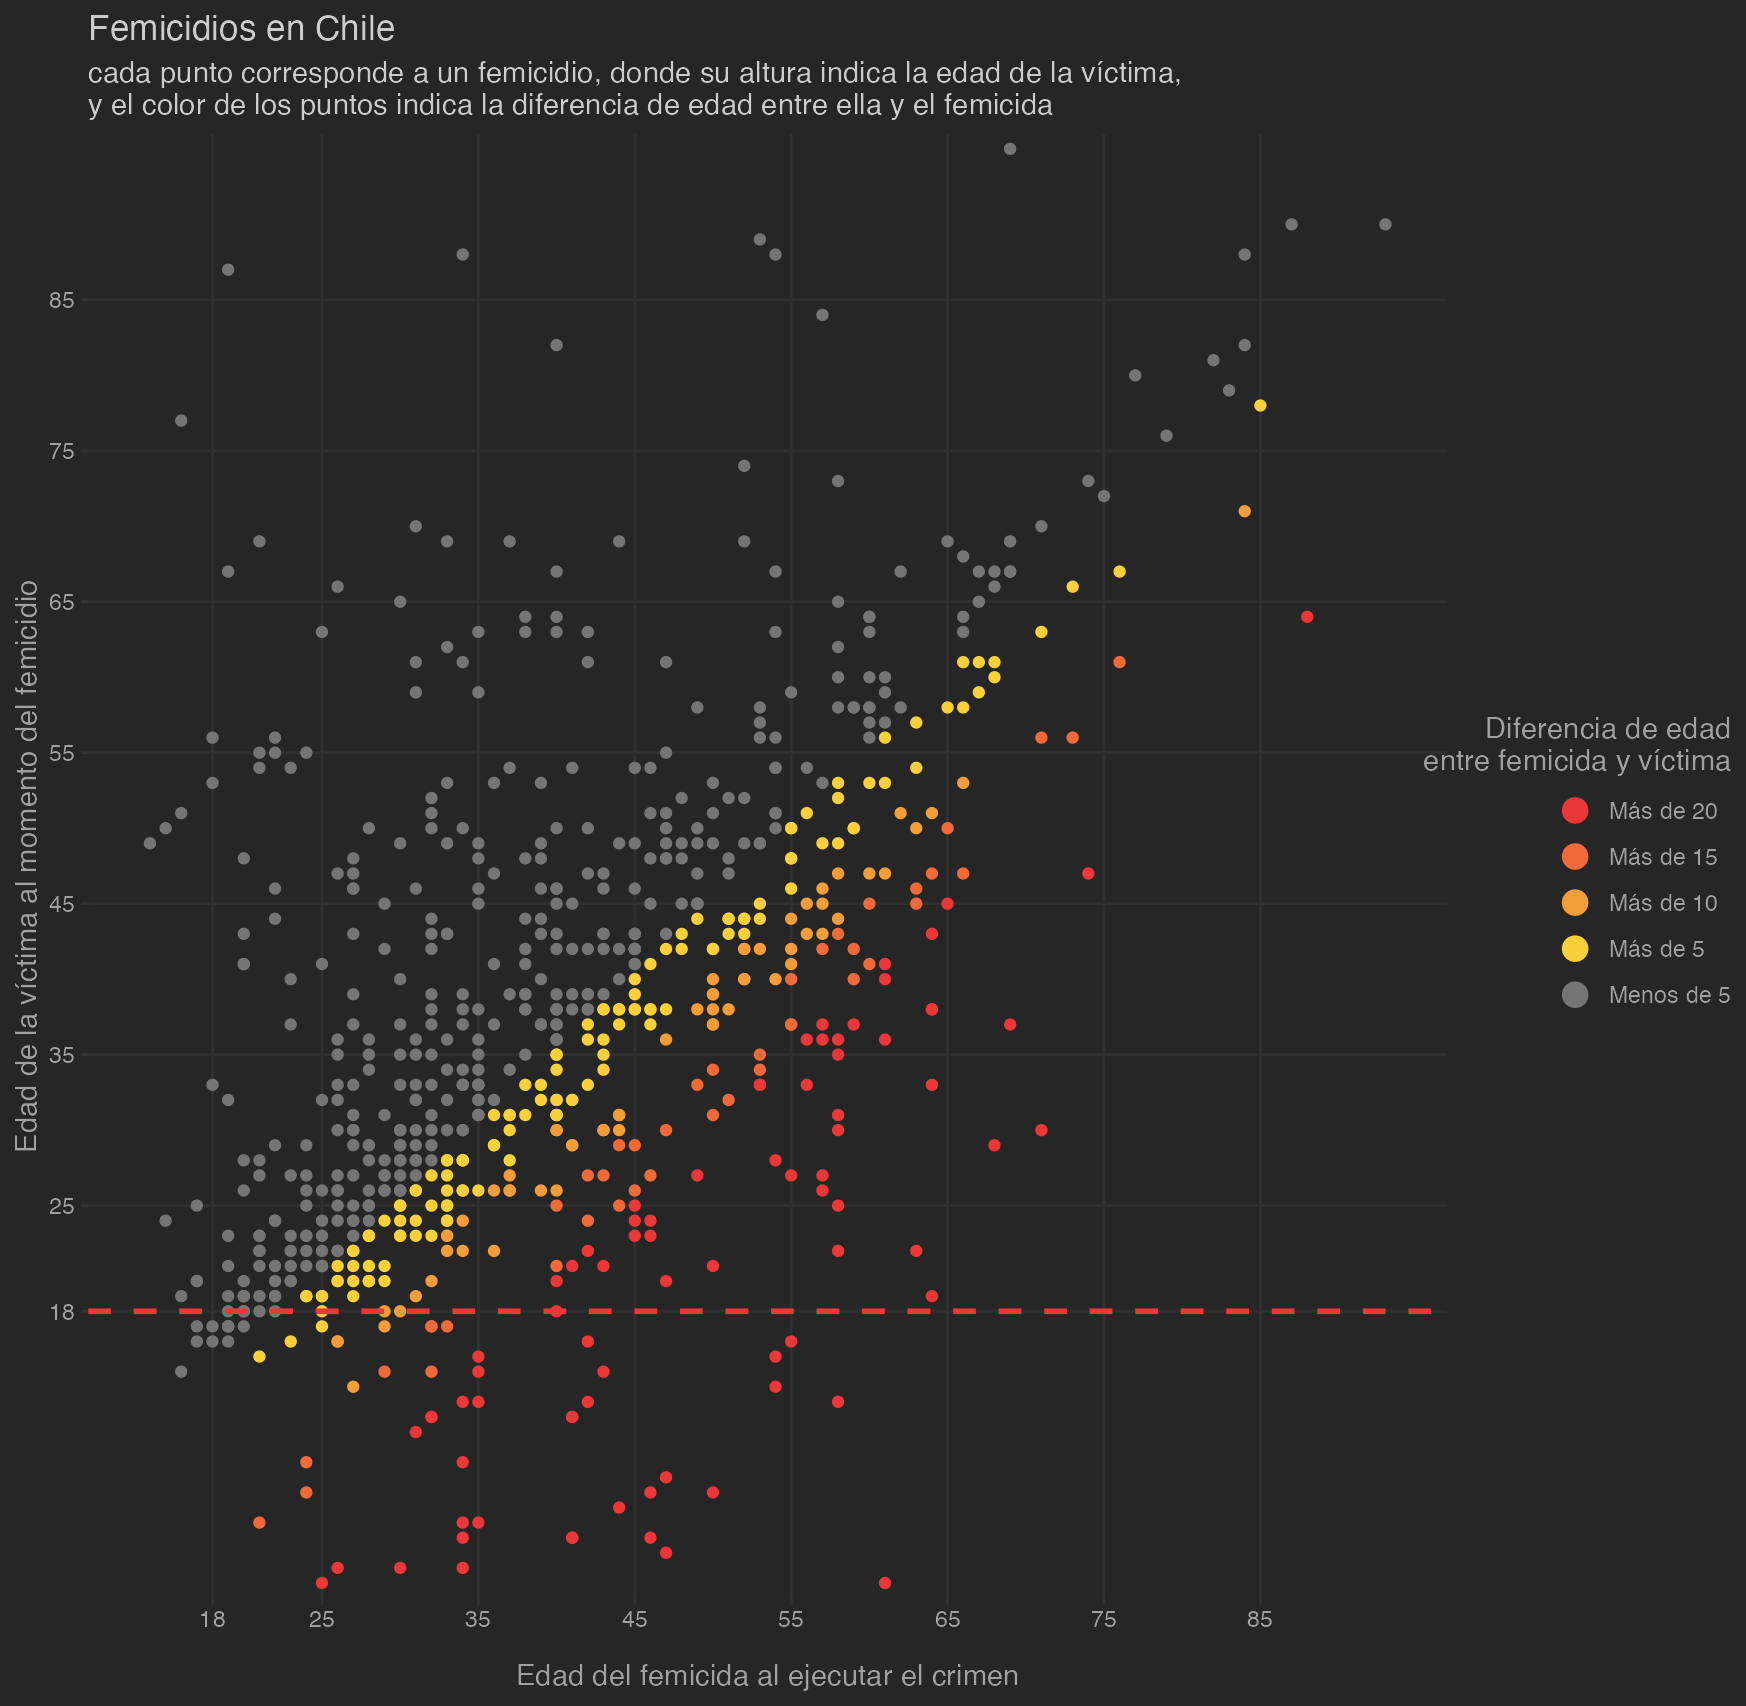 Femicidios en Chile
cada punto corresponde a un femicidio, donde su altura indica la edad de la víctima,
y el color de los puntos indica la diferencia de edad entre ella y el femicida
Edad de la víctima al momento del femicidio
85
75
65
55
45
35
25
18
18
25
35
45
55
65
75
85
Edad del femicida al ejecutar el crimen
Diferencia de edad
entre femicida y víctima
Más de 20
Más de 15
Más de 10
Más de 5
Menos de 5